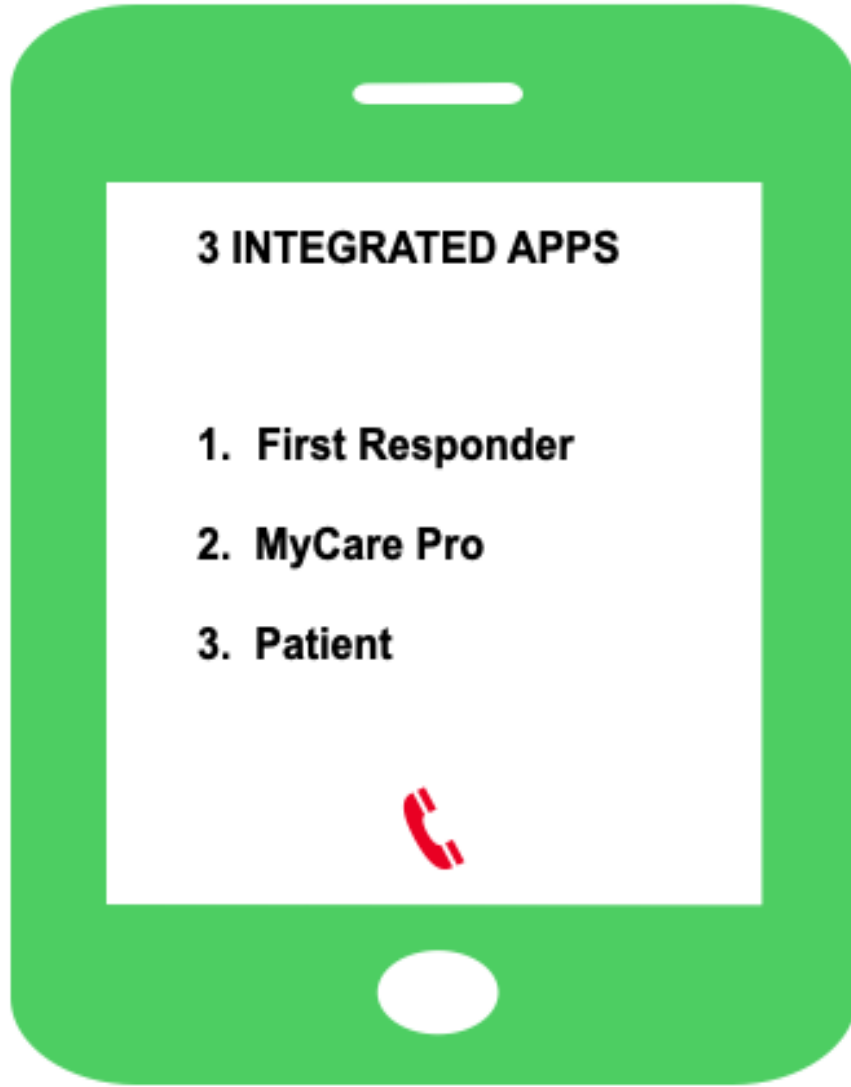 3 INTEGRATED APPS
1. First Responder
2. MyCare Pro
3. Patient